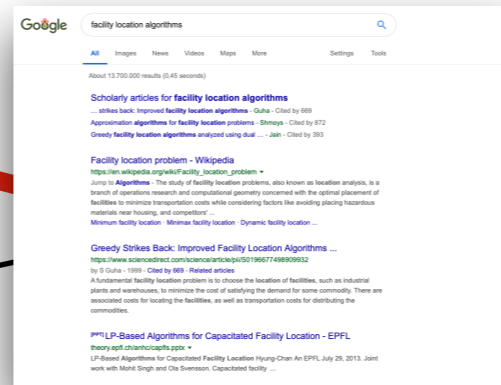 Google
facility location algorithms
All Images News Videos Maps More Settings Tools
About 13.700.000 results (0,45 seconds)
Scholarly articles for facility location algorithms
... strikes back: Improved facility location algorithms - Guha - Cited by 669
Approximation algorithms for facility location problems - Shmoys - Cited by 872
Greedy facility location algorithms analyzed using dual ... - Jain - Cited by 393
Facility location problem - Wikipedia
https://en.wikipedia.org/wiki/Facility_location_problem
Jump to Algorithms - The study of facility location problems, also known as location analysis, is a
branch of operations research and computational geometry concerned with the optimal placement of
facilities to minimize transportation costs while considering factors like avoiding placing hazardous
materials near housing, and competitors' ...
Minimum facility location · Minimax facility location · Dynamic facility location ...
Greedy Strikes Back: Improved Facility Location Algorithms ...
https://www.sciencedirect.com/science/article/pii/S0196677498909932
by S Guha - 1999 - Cited by 669 - Related articles
A fundamental facility location problem is to choose the location of facilities, such as industrial
plants and warehouses, to minimize the cost of satisfying the demand for some commodity. There are
associated costs for locating the facilities, as well as transportation costs for distributing the
commodities.
[PPT] LP-Based Algorithms for Capacitated Facility Location - EPFL
theory.epfl.ch/anhc/capfls.pptx
LP-Based Algorithms for Capacitated Facility Location Hyung-Chan An EPFL July 29, 2013. Joint
work with Mohit Singh and Ola Svensson. Capacitated facility ....